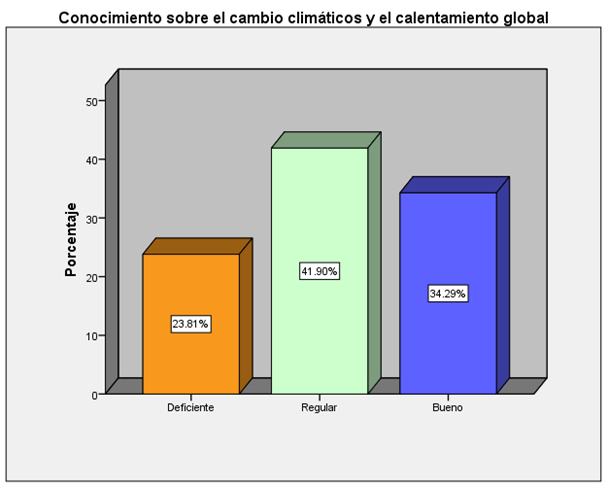 Conocimiento sobre el cambio climáticos y el calentamiento global
Porcentaje
50
40
30
20
10
0
23.81%
41.90%
34.29%
Deficiente
Regular
Bueno